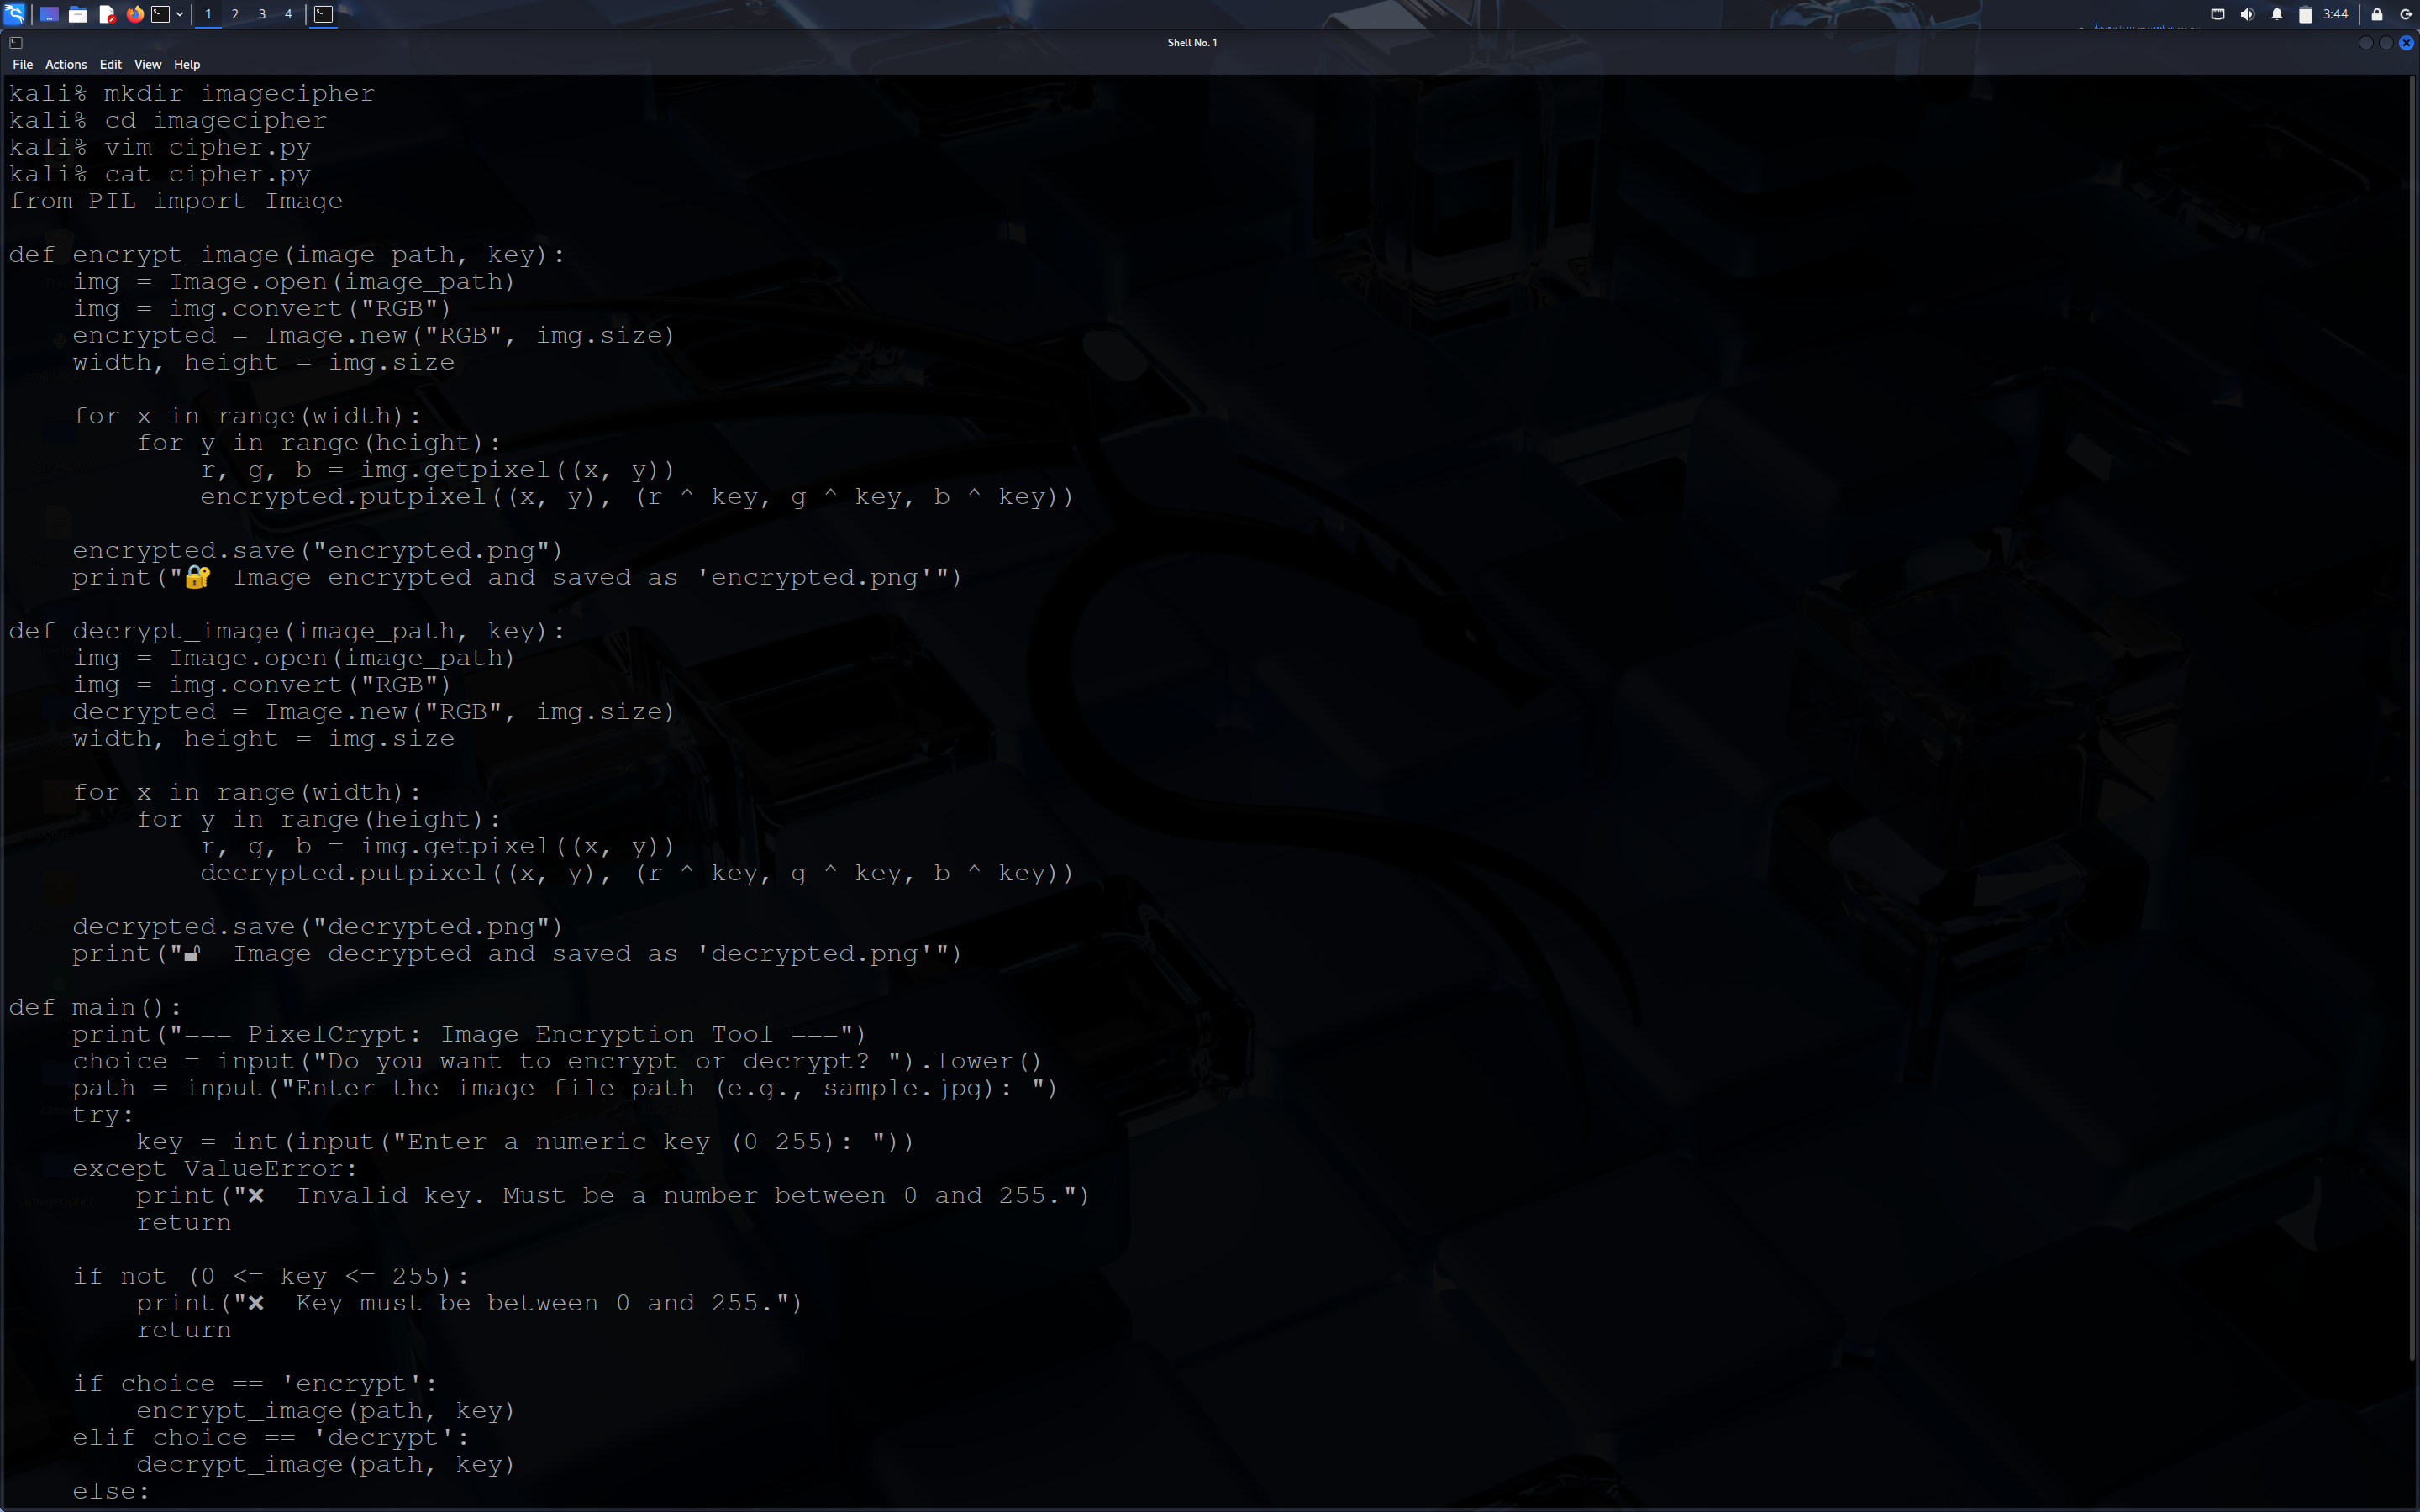 1 2 3 4
3:44
Shell No. 1
File Actions Edit View Help
kali% mkdir imagecipher
kali% cd imagecipher
kali% vim cipher.py
kali% cat cipher.py
from PIL import Image

def encrypt_image(image_path, key):
    img = Image.open(image_path)
    img = img.convert("RGB")
    encrypted = Image.new("RGB", img.size)
    width, height = img.size

    for x in range(width):
        for y in range(height):
            r, g, b = img.getpixel((x, y))
            encrypted.putpixel((x, y), (r ^ key, g ^ key, b ^ key))

    encrypted.save("encrypted.png")
    print("🔐 Image encrypted and saved as 'encrypted.png'")

def decrypt_image(image_path, key):
    img = Image.open(image_path)
    img = img.convert("RGB")
    decrypted = Image.new("RGB", img.size)
    width, height = img.size

    for x in range(width):
        for y in range(height):
            r, g, b = img.getpixel((x, y))
            decrypted.putpixel((x, y), (r ^ key, g ^ key, b ^ key))

    decrypted.save("decrypted.png")
    print("🔓 Image decrypted and saved as 'decrypted.png'")

def main():
    print("=== PixelCrypt: Image Encryption Tool ===")
    choice = input("Do you want to encrypt or decrypt? ").lower()
    path = input("Enter the image file path (e.g., sample.jpg): ")
    try:
        key = int(input("Enter a numeric key (0-255): "))
    except ValueError:
        print("❌ Invalid key. Must be a number between 0 and 255.")
        return

    if not (0 <= key <= 255):
        print("❌ Key must be between 0 and 255.")
        return

    if choice == 'encrypt':
        encrypt_image(path, key)
    elif choice == 'decrypt':
        decrypt_image(path, key)
    else: